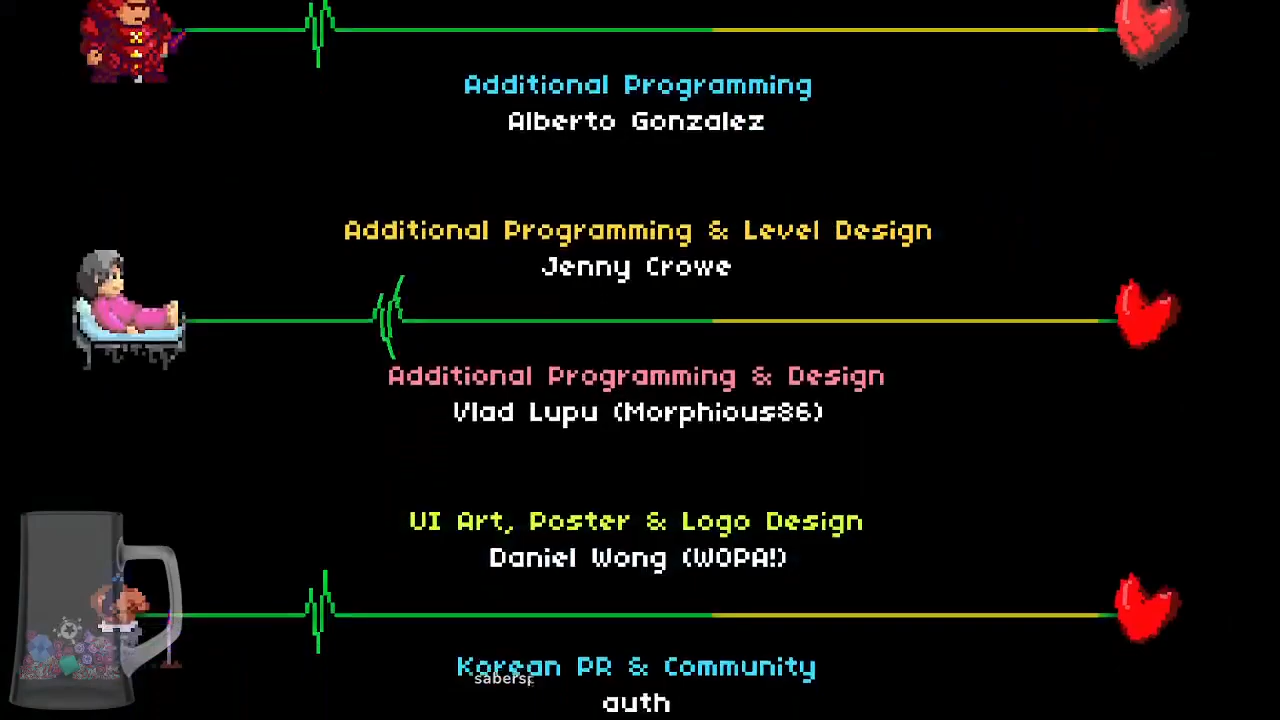 Additional Programming
Alberto Gonzalez
Additional Programming & Level Design
Jenny Crowe
Additional Programming & Design
Vlad Lupu (Morphious86)
UI Art, Poster & Logo Design
Daniel Wong (WOPA!)
Korean PR & Community
auth